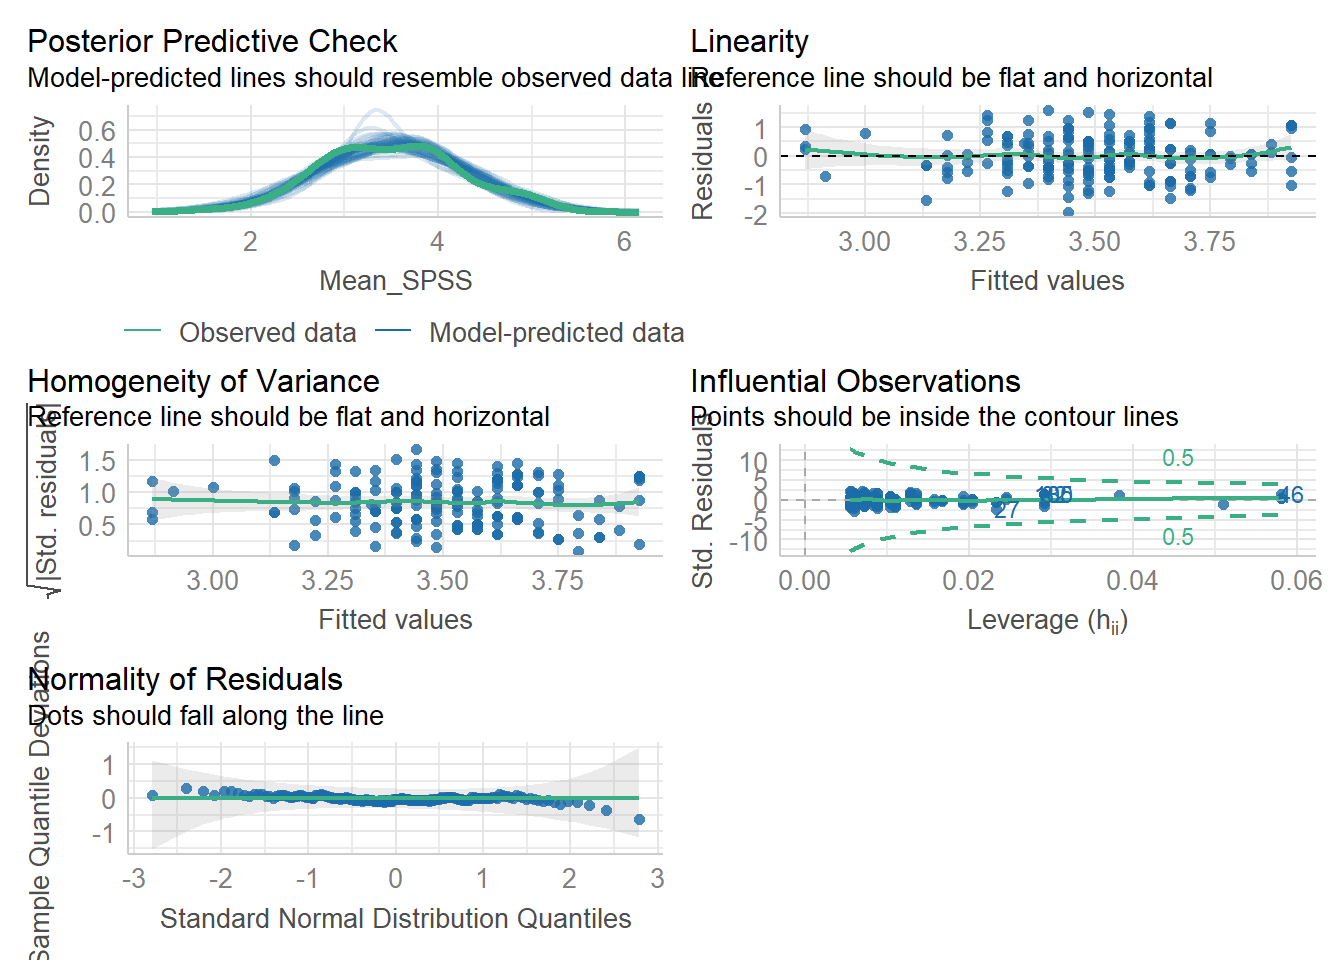 Posterior Predictive Check
Model-predicted lines should resemble observed data line
Density
0.6
0.4
0.2
0.0
2 4 6
Mean_SPSS
Observed data Model-predicted data
Linearity
Reference line should be flat and horizontal
Residuals
1
0
-1
-2
3.00 3.25 3.50 3.75
Fitted values
Homogeneity of Variance
Reference line should be flat and horizontal
√|Std. residuals|
1.5
1.0
0.5
3.00 3.25 3.50 3.75
Fitted values
Influential Observations
Points should be inside the contour lines
Std. Residuals
10
5
0
-5
-10
0.5
46
27
0.5
0.00 0.02 0.04 0.06
Leverage (hii)
Normality of Residuals
Dots should fall along the line
Sample Quantile Deviations
1
0
-1
-3 -2 -1 0 1 2 3
Standard Normal Distribution Quantiles